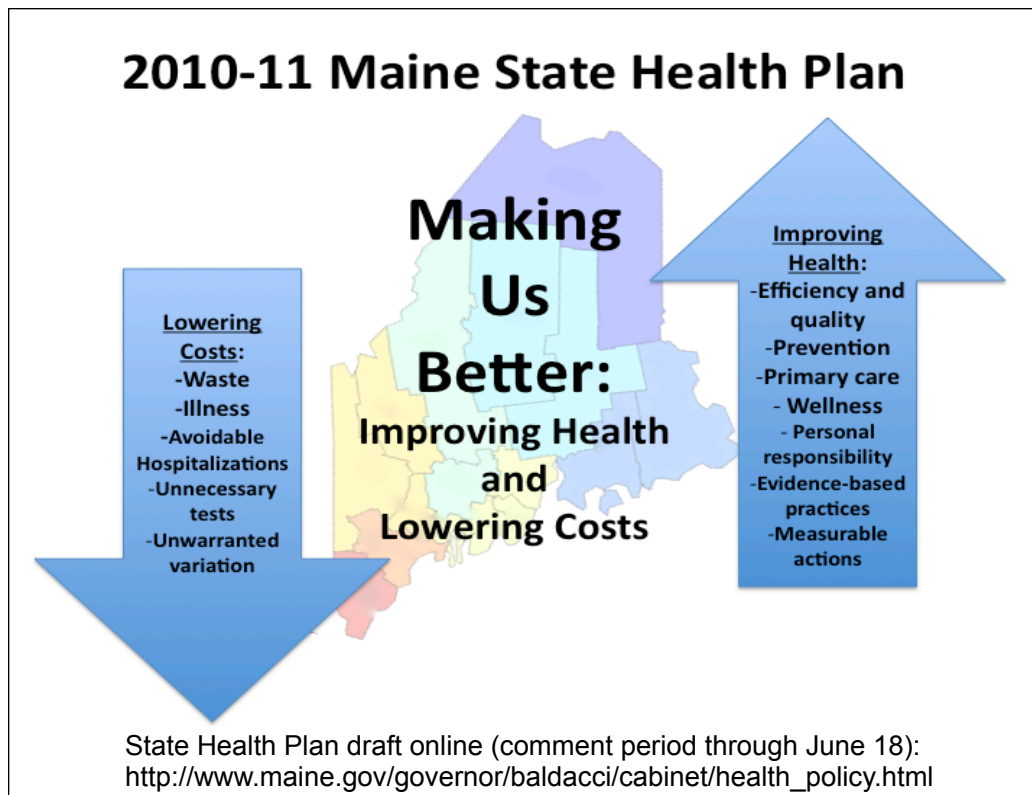 2010-11 Maine State Health Plan
Making
Us
Better:
Improving Health
and
Lowering Costs
Lowering
Costs:
-Waste
-Illness
-Avoidable
Hospitalizations
-Unnecessary
tests
-Unwarranted
variation
Improving
Health:
-Efficiency and
quality
-Prevention
-Primary care
- Wellness
- Personal
responsibility
-Evidence-based
practices
-Measurable
actions
State Health Plan draft online (comment period through June 18):
http://www.maine.gov/governor/baldacci/cabinet/health_policy.html